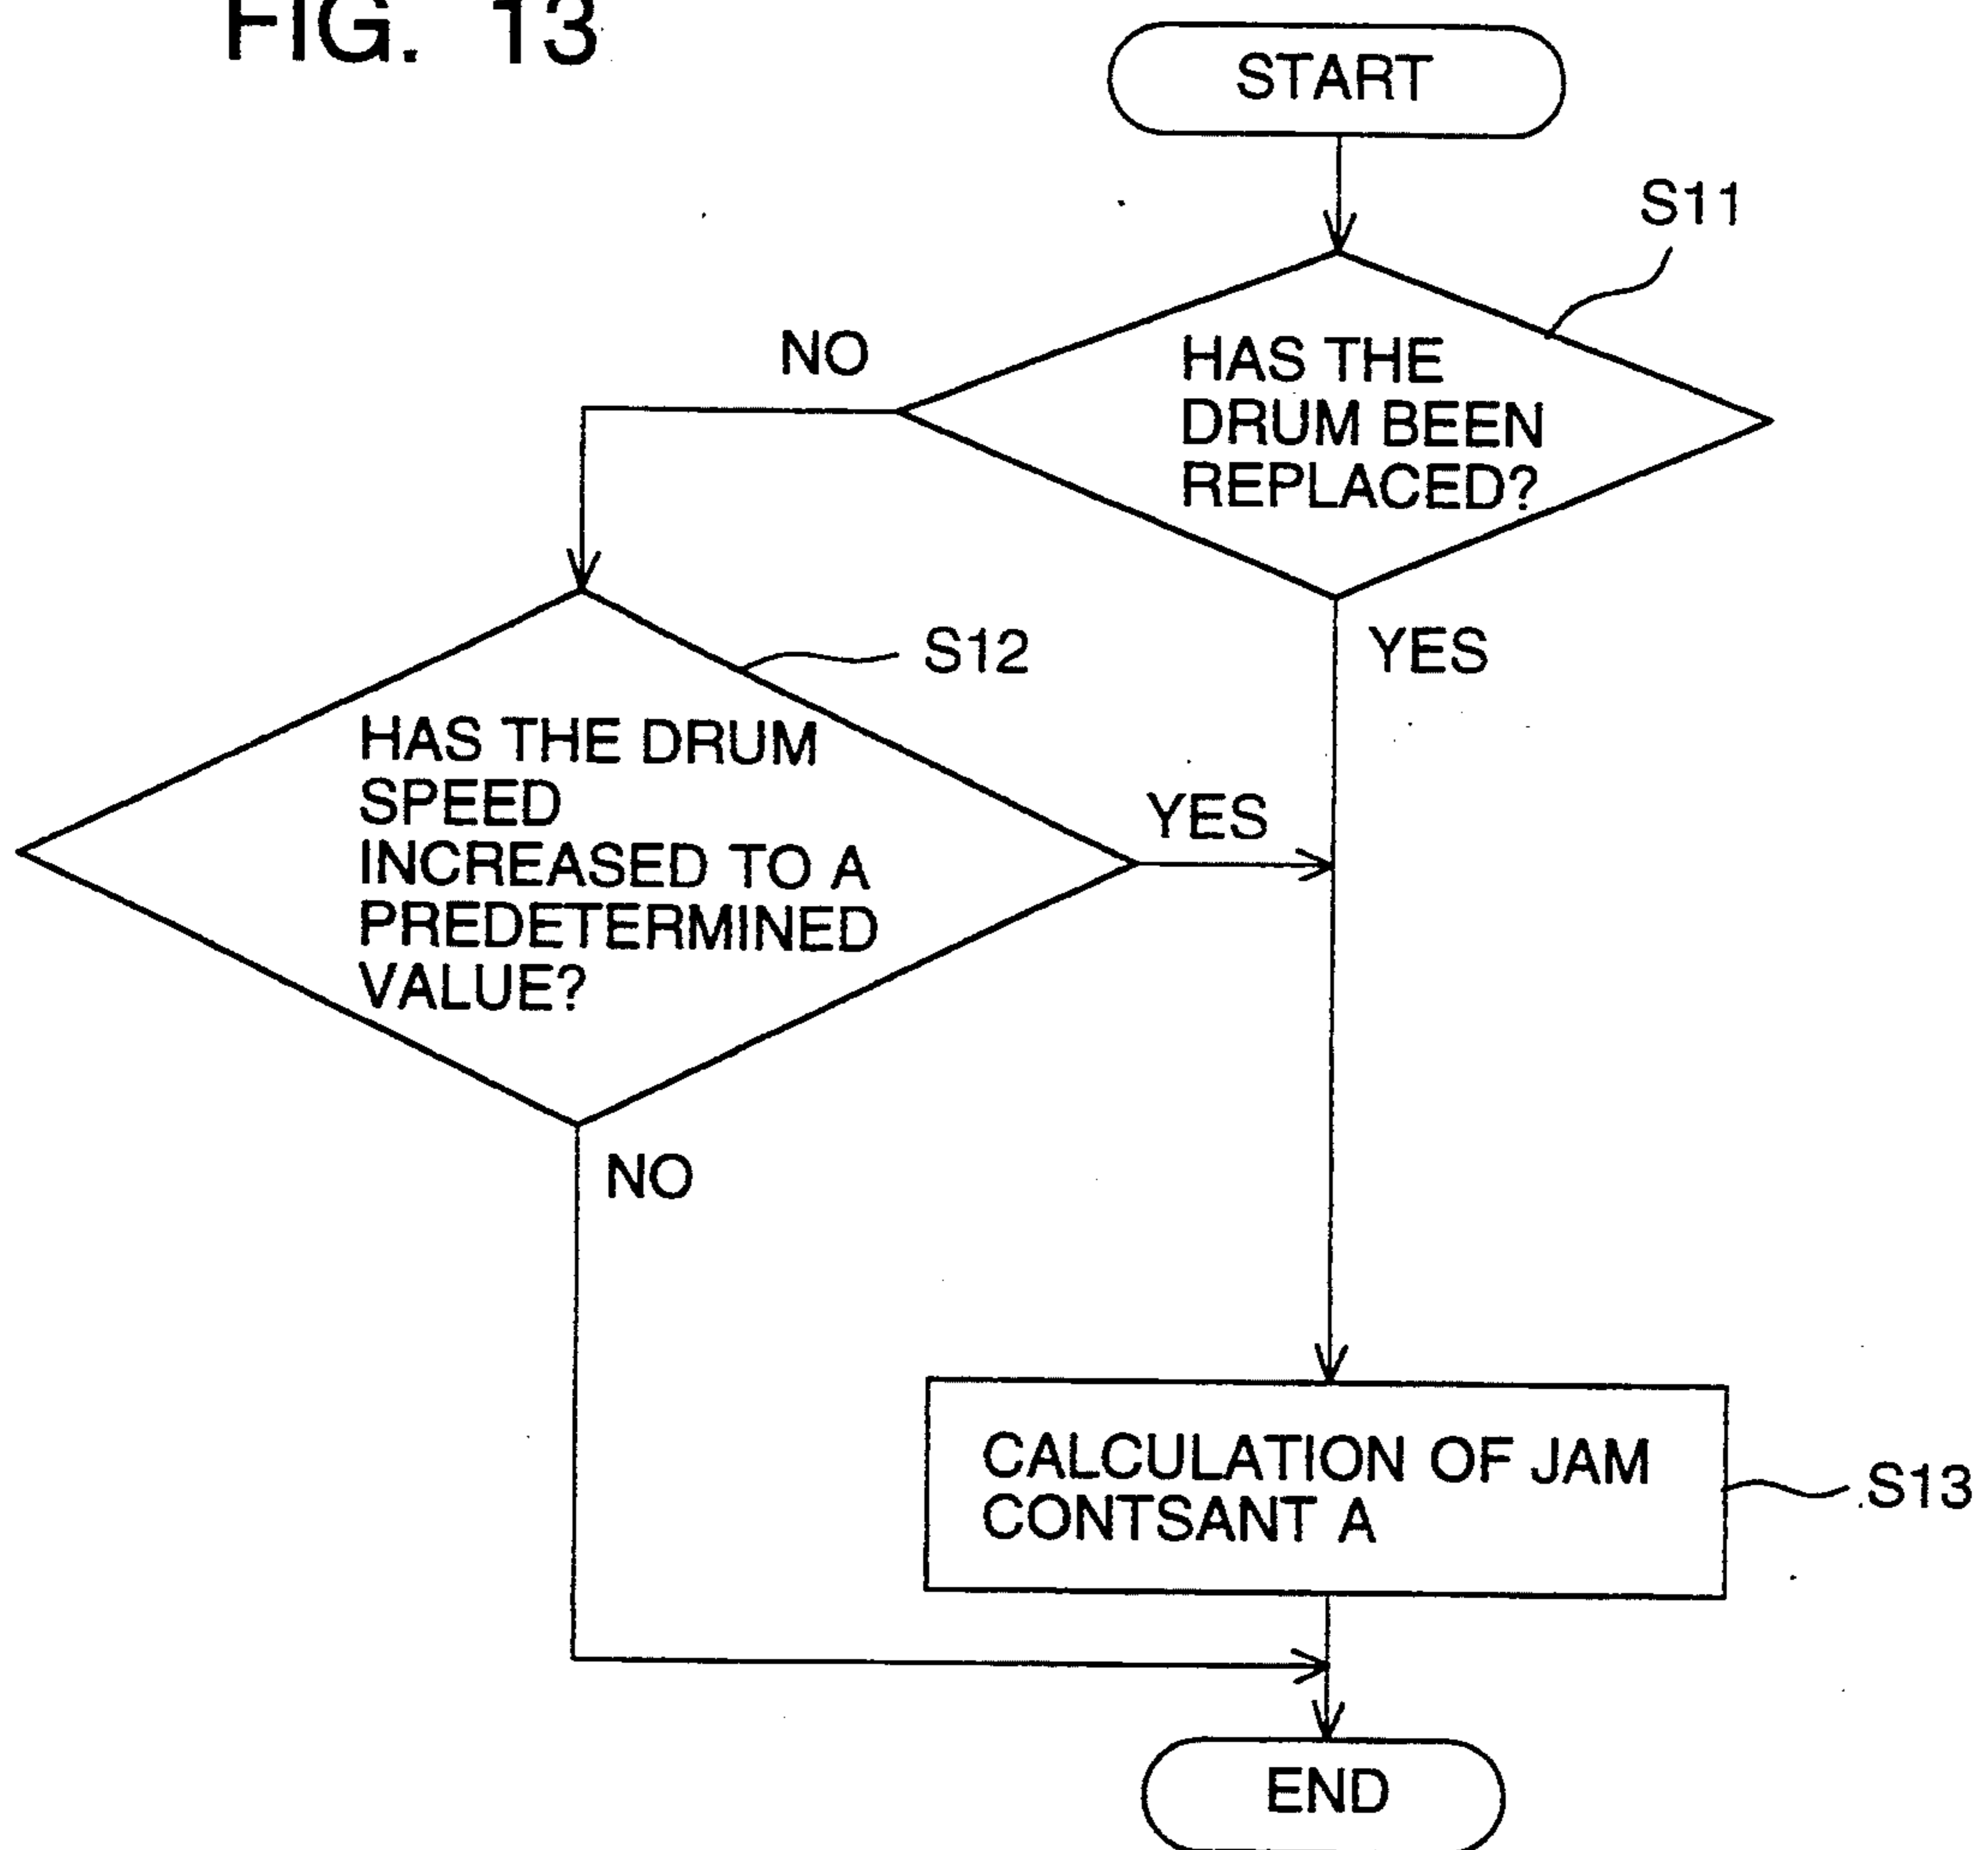 FIG. 13
START
S11
NO
HAS THE
DRUM BEEN
REPLACED?
YES
S12
HAS THE DRUM
SPEED
INCREASED TO A
PREDETERMINED
VALUE?
YES
NO
CALCULATION OF JAM
CONTSANT A
S13
END